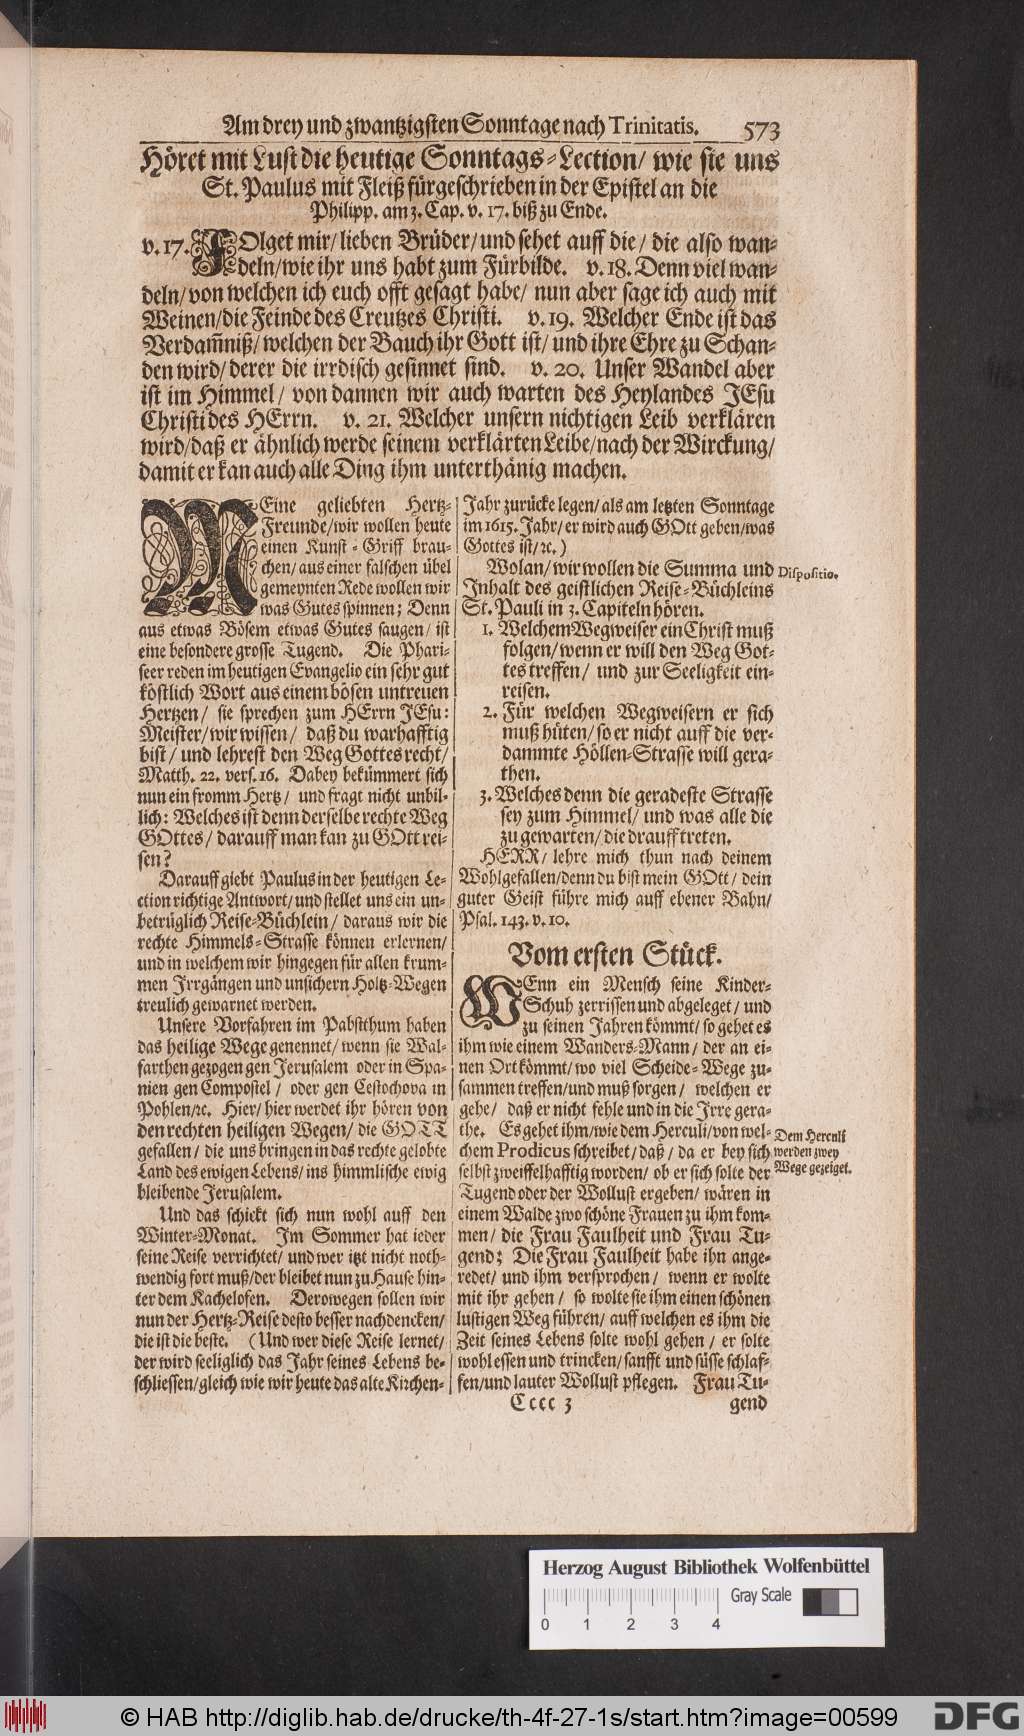 Am drey und zwantzigsten Sonntage nach Trinitatis. 573
Höret mit Lust die heutige Sonntags-Lection/ wie sie uns
St. Paulus mit Fleiß fürgeschrieben in der Epistel an die
Philipp. am 3. Cap. v. 17. biß zu Ende.
v. 17. FOlget mir/ lieben Brüder/ und sehet auff die/ die also wan-
deln/ wie ihr uns habt zum Fürbilde. v. 18. Denn viel wan-
deln/ von welchen ich euch offt gesagt habe/ nun aber sage ich auch mit
Weinen/ die Feinde des Creutzes Christi. v. 19. Welcher Ende ist das
Verdam̃niß/ welchen der Bauch ihr Gott ist/ und ihre Ehre zu Schan-
den wird/ derer die irrdisch gesinnet sind. v. 20. Unser Wandel aber
ist im Himmel/ von dannen wir auch warten des Heylandes JEsu
Christi des HErrn. v. 21. Welcher unsern nichtigen Leib verklären
wird/ daß er ähnlich werde seinem verklärten Leibe/ nach der Wirckung/
damit er kan auch alle Ding ihm unterthänig machen.
MEine geliebten Hertz-
Freunde/ wir wollen heute
einen Kunst-Griff brau-
chen/ aus einer falschen übel
gemeynten Rede wollen wir
was Gutes spinnen; Denn
aus etwas Bösem etwas Gutes saugen/ ist
eine besondere grosse Tugend. Die Phari-
seer reden im heutigen Evangelio ein sehr gut
köstlich Wort aus einem bösen untreuen
Hertzen/ sie sprechen zum HErrn JEsu:
Meister/ wir wissen/ daß du warhafftig
bist/ und lehrest den Weg Gottes recht/
Matth. 22. vers. 16. Dabey bekümmert sich
nun ein fromm Hertz/ und fragt nicht unbil-
lich: Welches ist denn derselbe rechte Weg
GOttes/ darauff man kan zu GOtt rei-
sen?
Darauff giebt Paulus in der heutigen Le-
ction richtige Antwort/ und stellet uns ein un-
betrüglich Reise-Büchlein/ daraus wir die
rechte Himmels-Strasse können erlernen/
und in welchem wir hingegen für allen krum-
men Irrgängen und unsichern Holtz-Wegen
treulich gewarnet werden.
Unsere Vorfahren im Pabstthum haben
das heilige Wege genennet/ wenn sie Wal-
farthen gezogen gen Jerusalem oder in Spa-
nien gen Compostel/ oder gen Cestochova in
Pohlen/ ꝛc. Hier/ hier werdet ihr hören von
den rechten heiligen Wegen/ die GOTT
gefallen/ die uns bringen in das rechte gelobte
Land des ewigen Lebens/ ins himmlische ewig
bleibende Jerusalem.
Und das schickt sich nun wohl auff den
Winter-Monat. Im Sommer hat ieder
seine Reise verrichtet/ und wer itzt nicht noth-
wendig fort muß/ der bleibet nun zu Hause hin-
ter dem Kachelofen. Derowegen sollen wir
nun der Hertz-Reise desto besser nachdencken/
die ist die beste. (Und wer diese Reise lernet/
der wird seeliglich das Jahr seines Lebens be-
schliessen/ gleich wie wir heute das alte Kirchen-
Jahr zurücke legen/ als am letzten Sonntage
im 1615. Jahr/ er wird auch GOtt geben/ was
Gottes ist/ ꝛc.)
Wolan/ wir wollen die Summa und
Inhalt des geistlichen Reise-Büchleins
St. Pauli in 3. Capiteln hören.
Dispositio.
1. Welchem Wegweiser ein Christ muß
folgen/ wenn er will den Weg Got-
tes treffen/ und zur Seeligkeit ein-
reisen.
2. Für welchen Wegweisern er sich
muß hüten/ so er nicht auff die ver-
dammte Höllen-Strasse will gera-
then.
3. Welches denn die geradeste Strasse
sey zum Himmel/ und was alle die
zu gewarten/ die drauff treten.
HERR/ lehre mich thun nach deinem
Wohlgefallen/ denn du bist mein GOtt/ dein
guter Geist führe mich auff ebener Bahn/
Psal. 143. v. 10.
Vom ersten Stück.
WEnn ein Mensch seine Kinder-
Schuh zerrissen und abgeleget/ und
zu seinen Jahren kömmt/ so gehet es
ihm wie einem Wanders-Mann/ der an ei-
nen Ort kömmt/ wo viel Scheide-Wege zu-
sammen treffen/ und muß sorgen/ welchen er
gehe/ daß er nicht fehle und in die Irre gera-
the. Es gehet ihm/ wie dem Herculi/ von wel-
chem Prodicus schreibet/ daß/ da er bey sich
selbst zweiffelhafftig worden/ ob er sich solte der
Tugend oder der Wollust ergeben/ wären in
einem Walde zwo schöne Frauen zu ihm kom-
men/ die Frau Faulheit und Frau Tu-
gend; Die Frau Faulheit habe ihn ange-
redet/ und ihm versprochen/ wenn er wolte
mit ihr gehen/ so wolte sie ihm einen schönen
lustigen Weg führen/ auff welchen es ihm die
Zeit seines Lebens solte wohl gehen/ er solte
wohl essen und trincken/ sanfft und süsse schlaf-
fen/ und lauter Wollust pflegen. Frau Tu-
Dem Herculi
werden zwey
Wege gezeiget.
Cccc 3 gend
Herzog August Bibliothek Wolfenbüttel
Gray Scale
0 1 2 3 4
© HAB http://diglib.hab.de/drucke/th-4f-27-1s/start.htm?image=00599
DFG